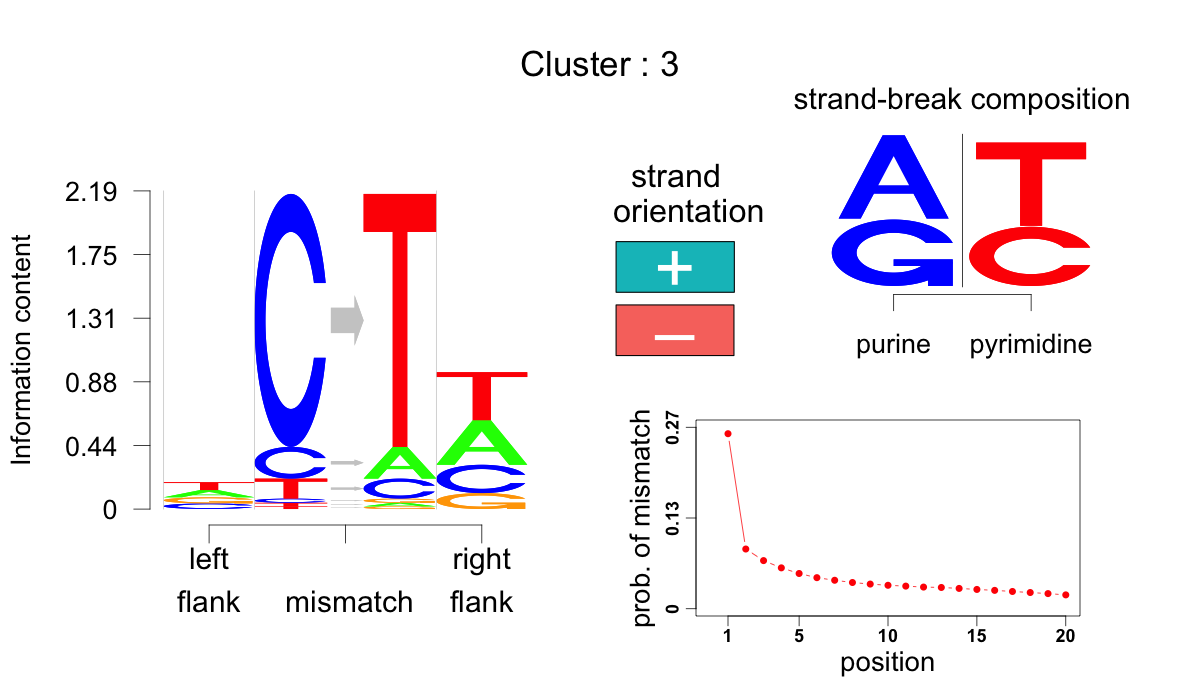 Cluster : 3
strand-break composition
A T
G C
purine pyrimidine
strand
orientation
+
−
Information content
2.19
1.75
1.31
0.88
0.44
0
C T
C A
T C
T
A
C
G
T
A
G
C
left
flank
mismatch
right
flank
prob. of mismatch
0.27
0.13
0
1 5 10 15 20
position